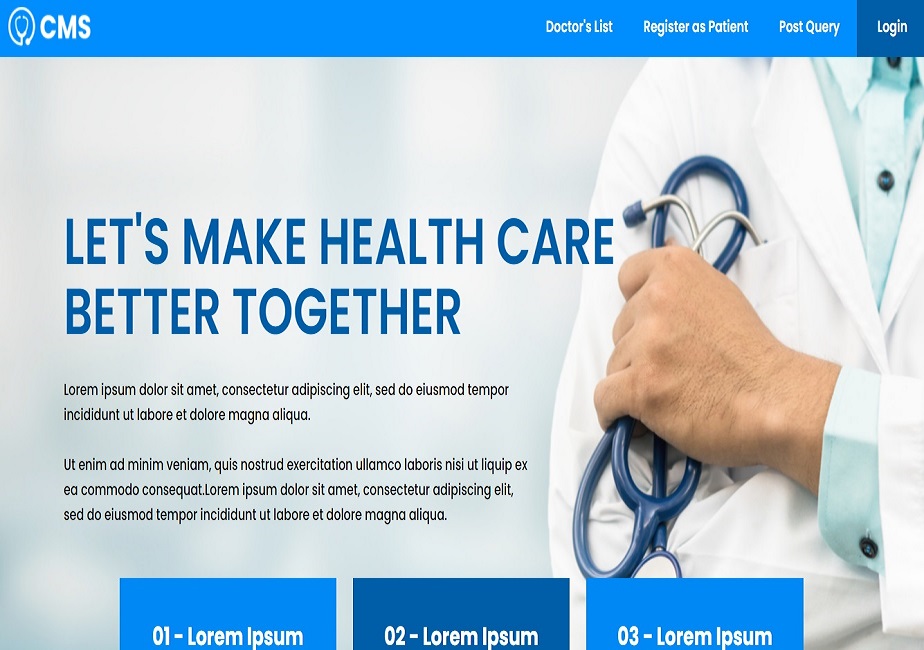 CMS
Doctor's List
Register as Patient
Post Query
Login
LET'S MAKE HEALTH CARE
BETTER TOGETHER
Lorem ipsum dolor sit amet, consectetur adipiscing elit, sed do eiusmod tempor
incididunt ut labore et dolore magna aliqua.
Ut enim ad minim veniam, quis nostrud exercitation ullamco laboris nisi ut liquip ex
ea commodo consequat.Lorem ipsum dolor sit amet, consectetur adipiscing elit,
sed do eiusmod tempor incididunt ut labore et dolore magna aliqua.
01 - Lorem Ipsum
02 - Lorem Ipsum
03 - Lorem Ipsum